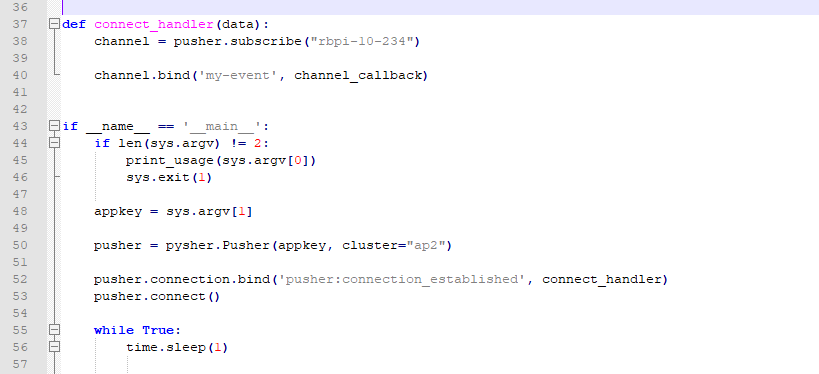 36
37 def connect_handler(data):
38     channel = pusher.subscribe("rbpi-10-234")
39
40     channel.bind('my-event', channel_callback)
41
42
43 if __name__ == '__main__':
44     if len(sys.argv) != 2:
45         print_usage(sys.argv[0])
46         sys.exit(1)
47
48     appkey = sys.argv[1]
49
50     pusher = pysher.Pusher(appkey, cluster="ap2")
51
52     pusher.connection.bind('pusher:connection_established', connect_handler)
53     pusher.connect()
54
55     while True:
56         time.sleep(1)
57